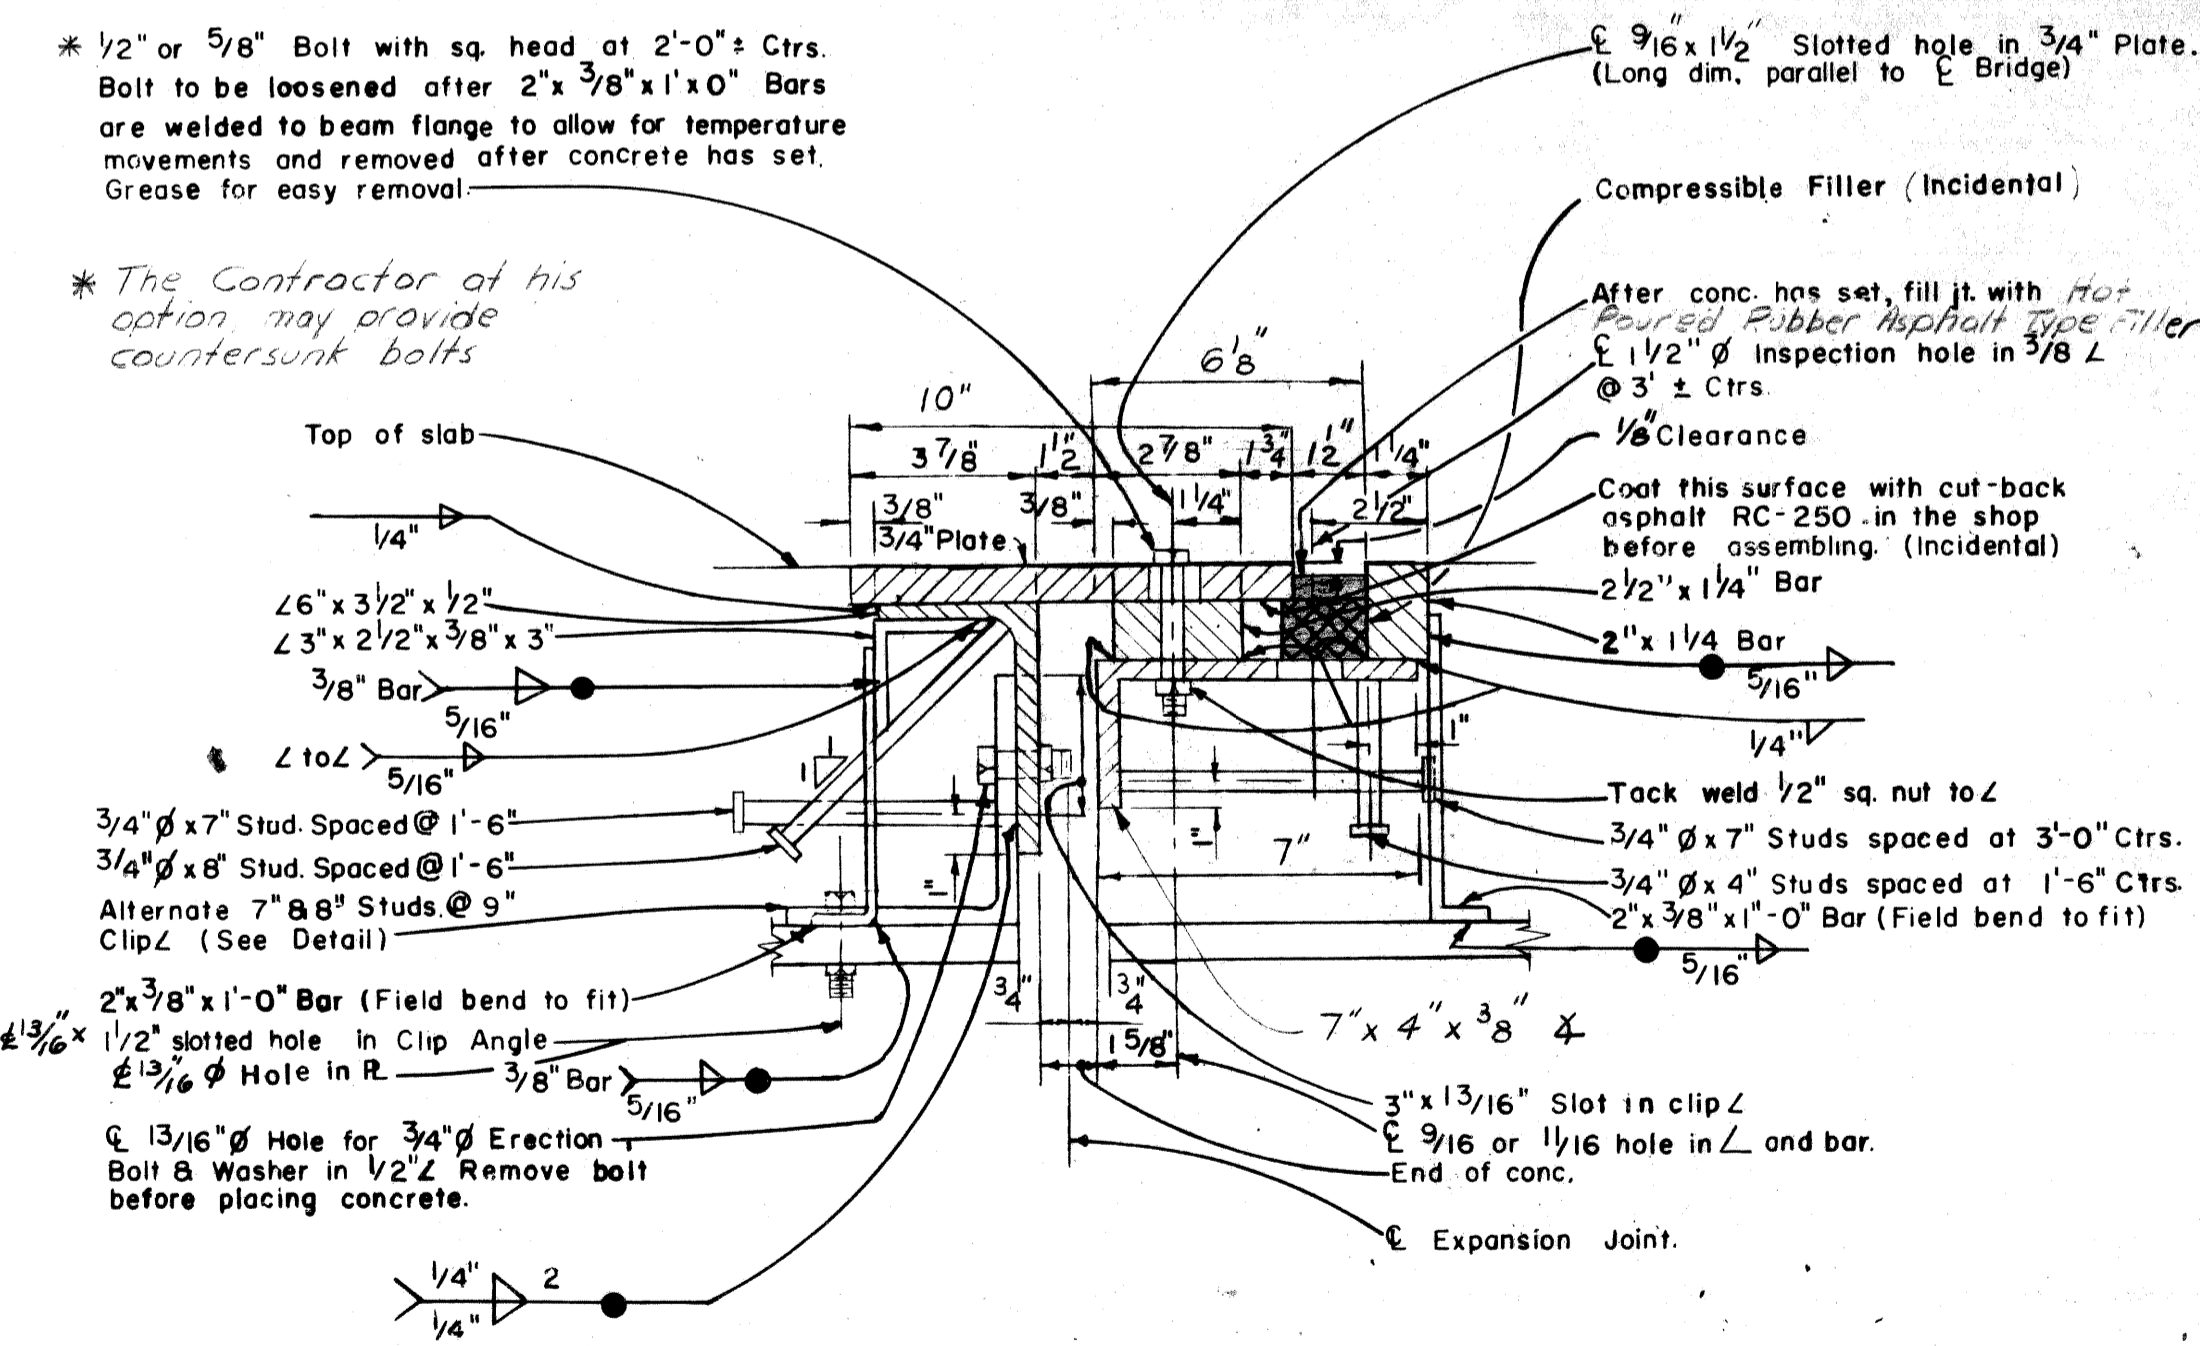 * 1/2" or 5/8" Bolt with sq. head at 2'-0"± Ctrs.
Bolt to be loosened after 2"x 3/8"x 1'x0" Bars
are welded to beam flange to allow for temperature
movements and removed after concrete has set.
Grease for easy removal.
* The Contractor at his
option may provide
countersunk bolts
Top of slab
1/4"
∠6"x 3 1/2"x 1/2"
∠3"x 2 1/2"x 3/8"x 3"
3/8" Bar
5/16"
∠ to∠
5/16"
3/4"Ø x7" Stud. Spaced @ 1'-6"
3/4"Øx8" Stud. Spaced @ 1'-6"
Alternate 7"&8" Studs.@ 9"
Clip∠ (See Detail)
2"x 3/8"x 1'-0" Bar (Field bend to fit)
℄ 13/16" x 1 1/2" slotted hole in Clip Angle
℄ 13/16" Ø Hole in PL
3/8" Bar
5/16"
℄ 13/16"Ø Hole for 3/4"Ø Erection
Bolt & Washer in 1/2"∠ Remove bolt
before placing concrete.
1/4" 2
1/4"
6 1/8"
10"
3 7/8" 1 1/2" 2 7/8" 1 3/4" 1 1/2" 1 1/4"
3/8" 3/8" 1 1/4" 2 1/2"
3/4" Plate
1
1
1"
1"
1"
7"
3/4" 3/4"
1 5/8"
℄ 9/16" x 1 1/2" Slotted hole in 3/4" Plate.
(Long dim. parallel to ℄ Bridge)
Compressible Filler (Incidental)
After conc. has set, fill jt. with Hot
Poured Rubber Asphalt Type Filler
℄ 1 1/2" Ø Inspection hole in 3/8 ∠
@ 3' ± Ctrs.
1/8" Clearance
Coat this surface with cut-back
asphalt RC-250 in the shop
before assembling. (Incidental)
2 1/2" x 1 1/4" Bar
2"x 1 1/4 Bar
5/16"
1/4"
Tack weld 1/2" sq. nut to∠
3/4" Øx 7" Studs spaced at 3'-0" Ctrs.
3/4" Øx 4" Studs spaced at 1'-6" Ctrs.
2"x 3/8"x1"-0" Bar (Field bend to fit)
5/16"
7"x 4"x 3/8" ∠
3"x 13/16" Slot in clip∠
℄ 9/16 or 11/16 hole in∠ and bar.
End of conc.
℄ Expansion Joint.